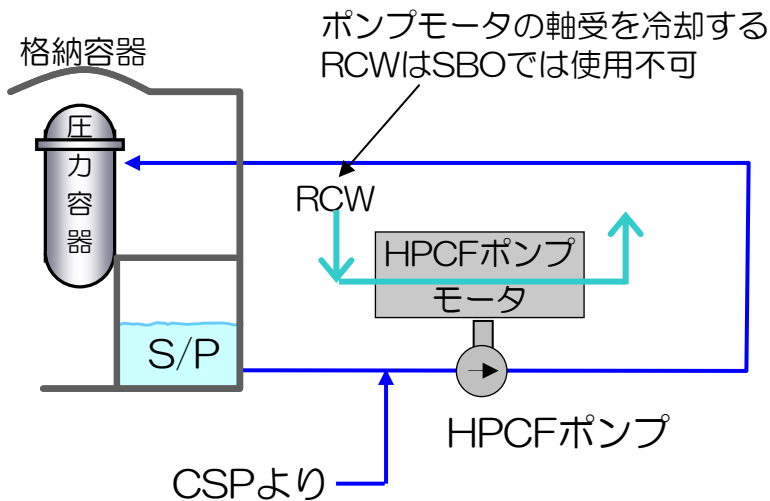 ポンプモータの軸受を冷却する
RCWはSBOでは使用不可
格納容器
圧力容器
RCW
HPCFポンプ
モータ
S/P
HPCFポンプ
CSPより